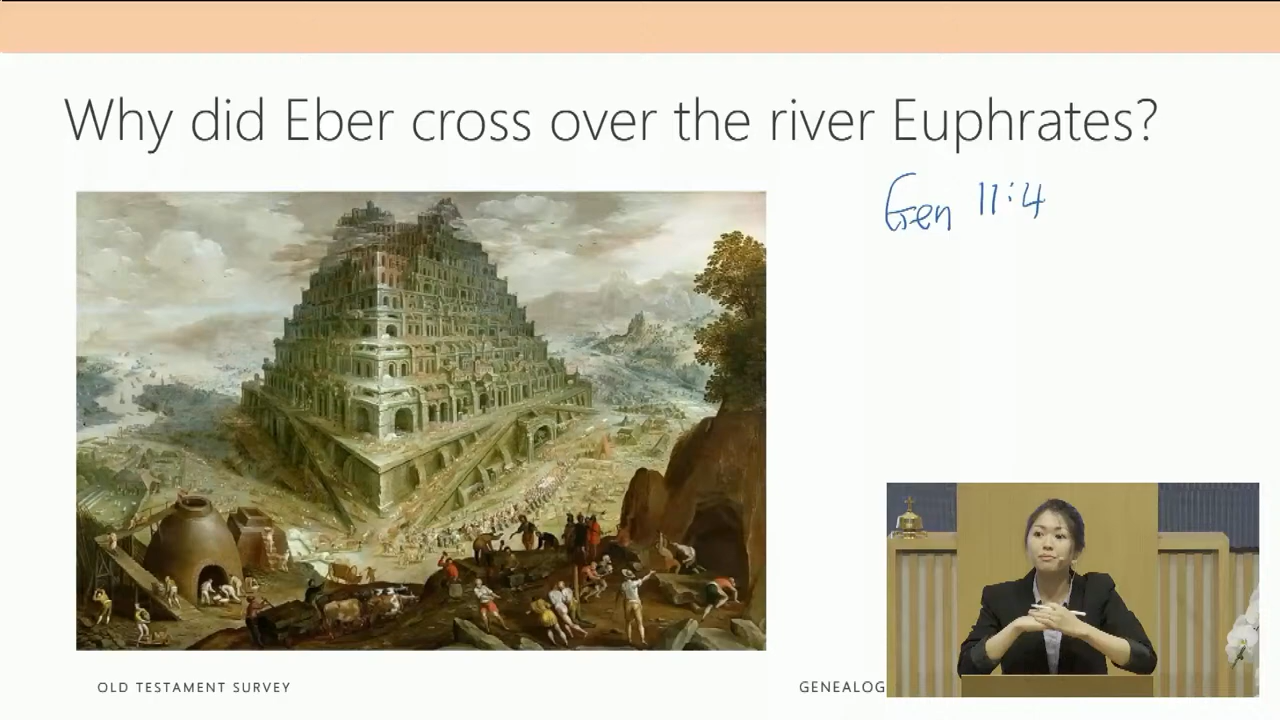 Why did Eber cross over the river Euphrates?
Gen 11:4
OLD TESTAMENT SURVEY
GENEALOG